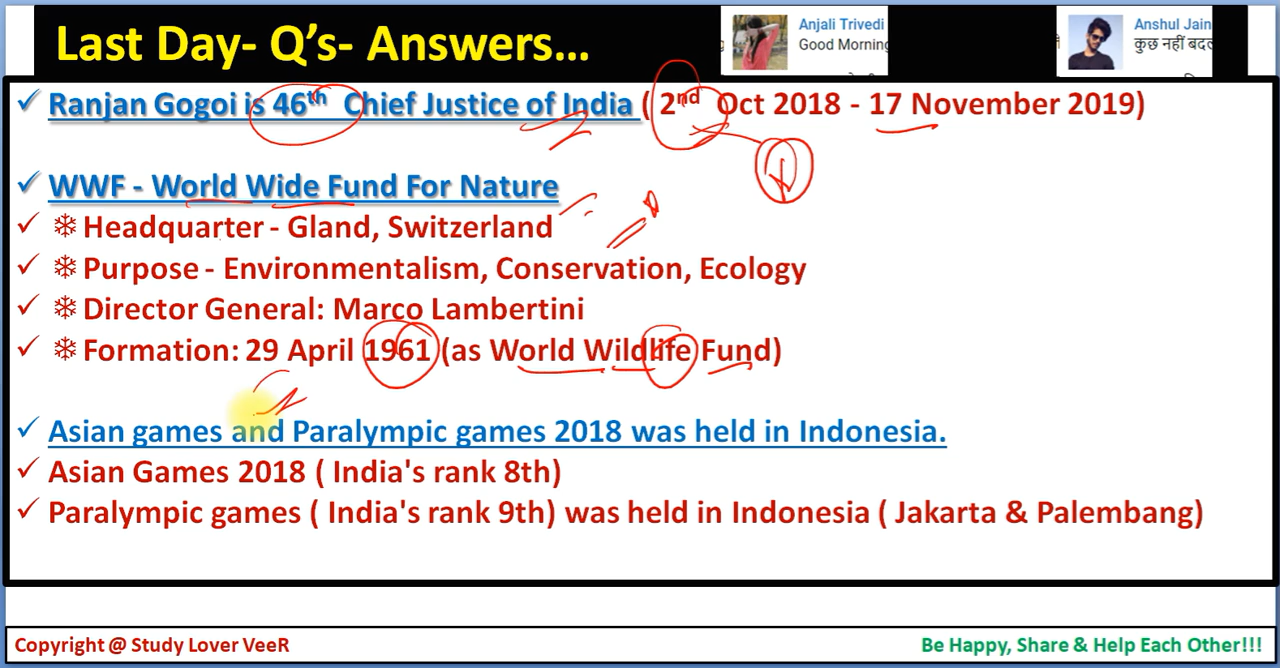 Last Day- Q's- Answers...
Anjali Trivedi
Good Morning
Anshul Jain
कुछ नहीं
✓ Ranjan Gogoi is 46th Chief Justice of India ( 2nd Oct 2018 - 17 November 2019)
✓ WWF - World Wide Fund For Nature
✓ ❄ Headquarter - Gland, Switzerland
✓ ❄ Purpose - Environmentalism, Conservation, Ecology
✓ ❄ Director General: Marco Lambertini
✓ ❄ Formation: 29 April 1961 (as World Wildlife Fund)
✓ Asian games and Paralympic games 2018 was held in Indonesia.
✓ Asian Games 2018 ( India's rank 8th)
✓ Paralympic games ( India's rank 9th) was held in Indonesia ( Jakarta & Palembang)
Copyright @ Study Lover VeeR
Be Happy, Share & Help Each Other!!!